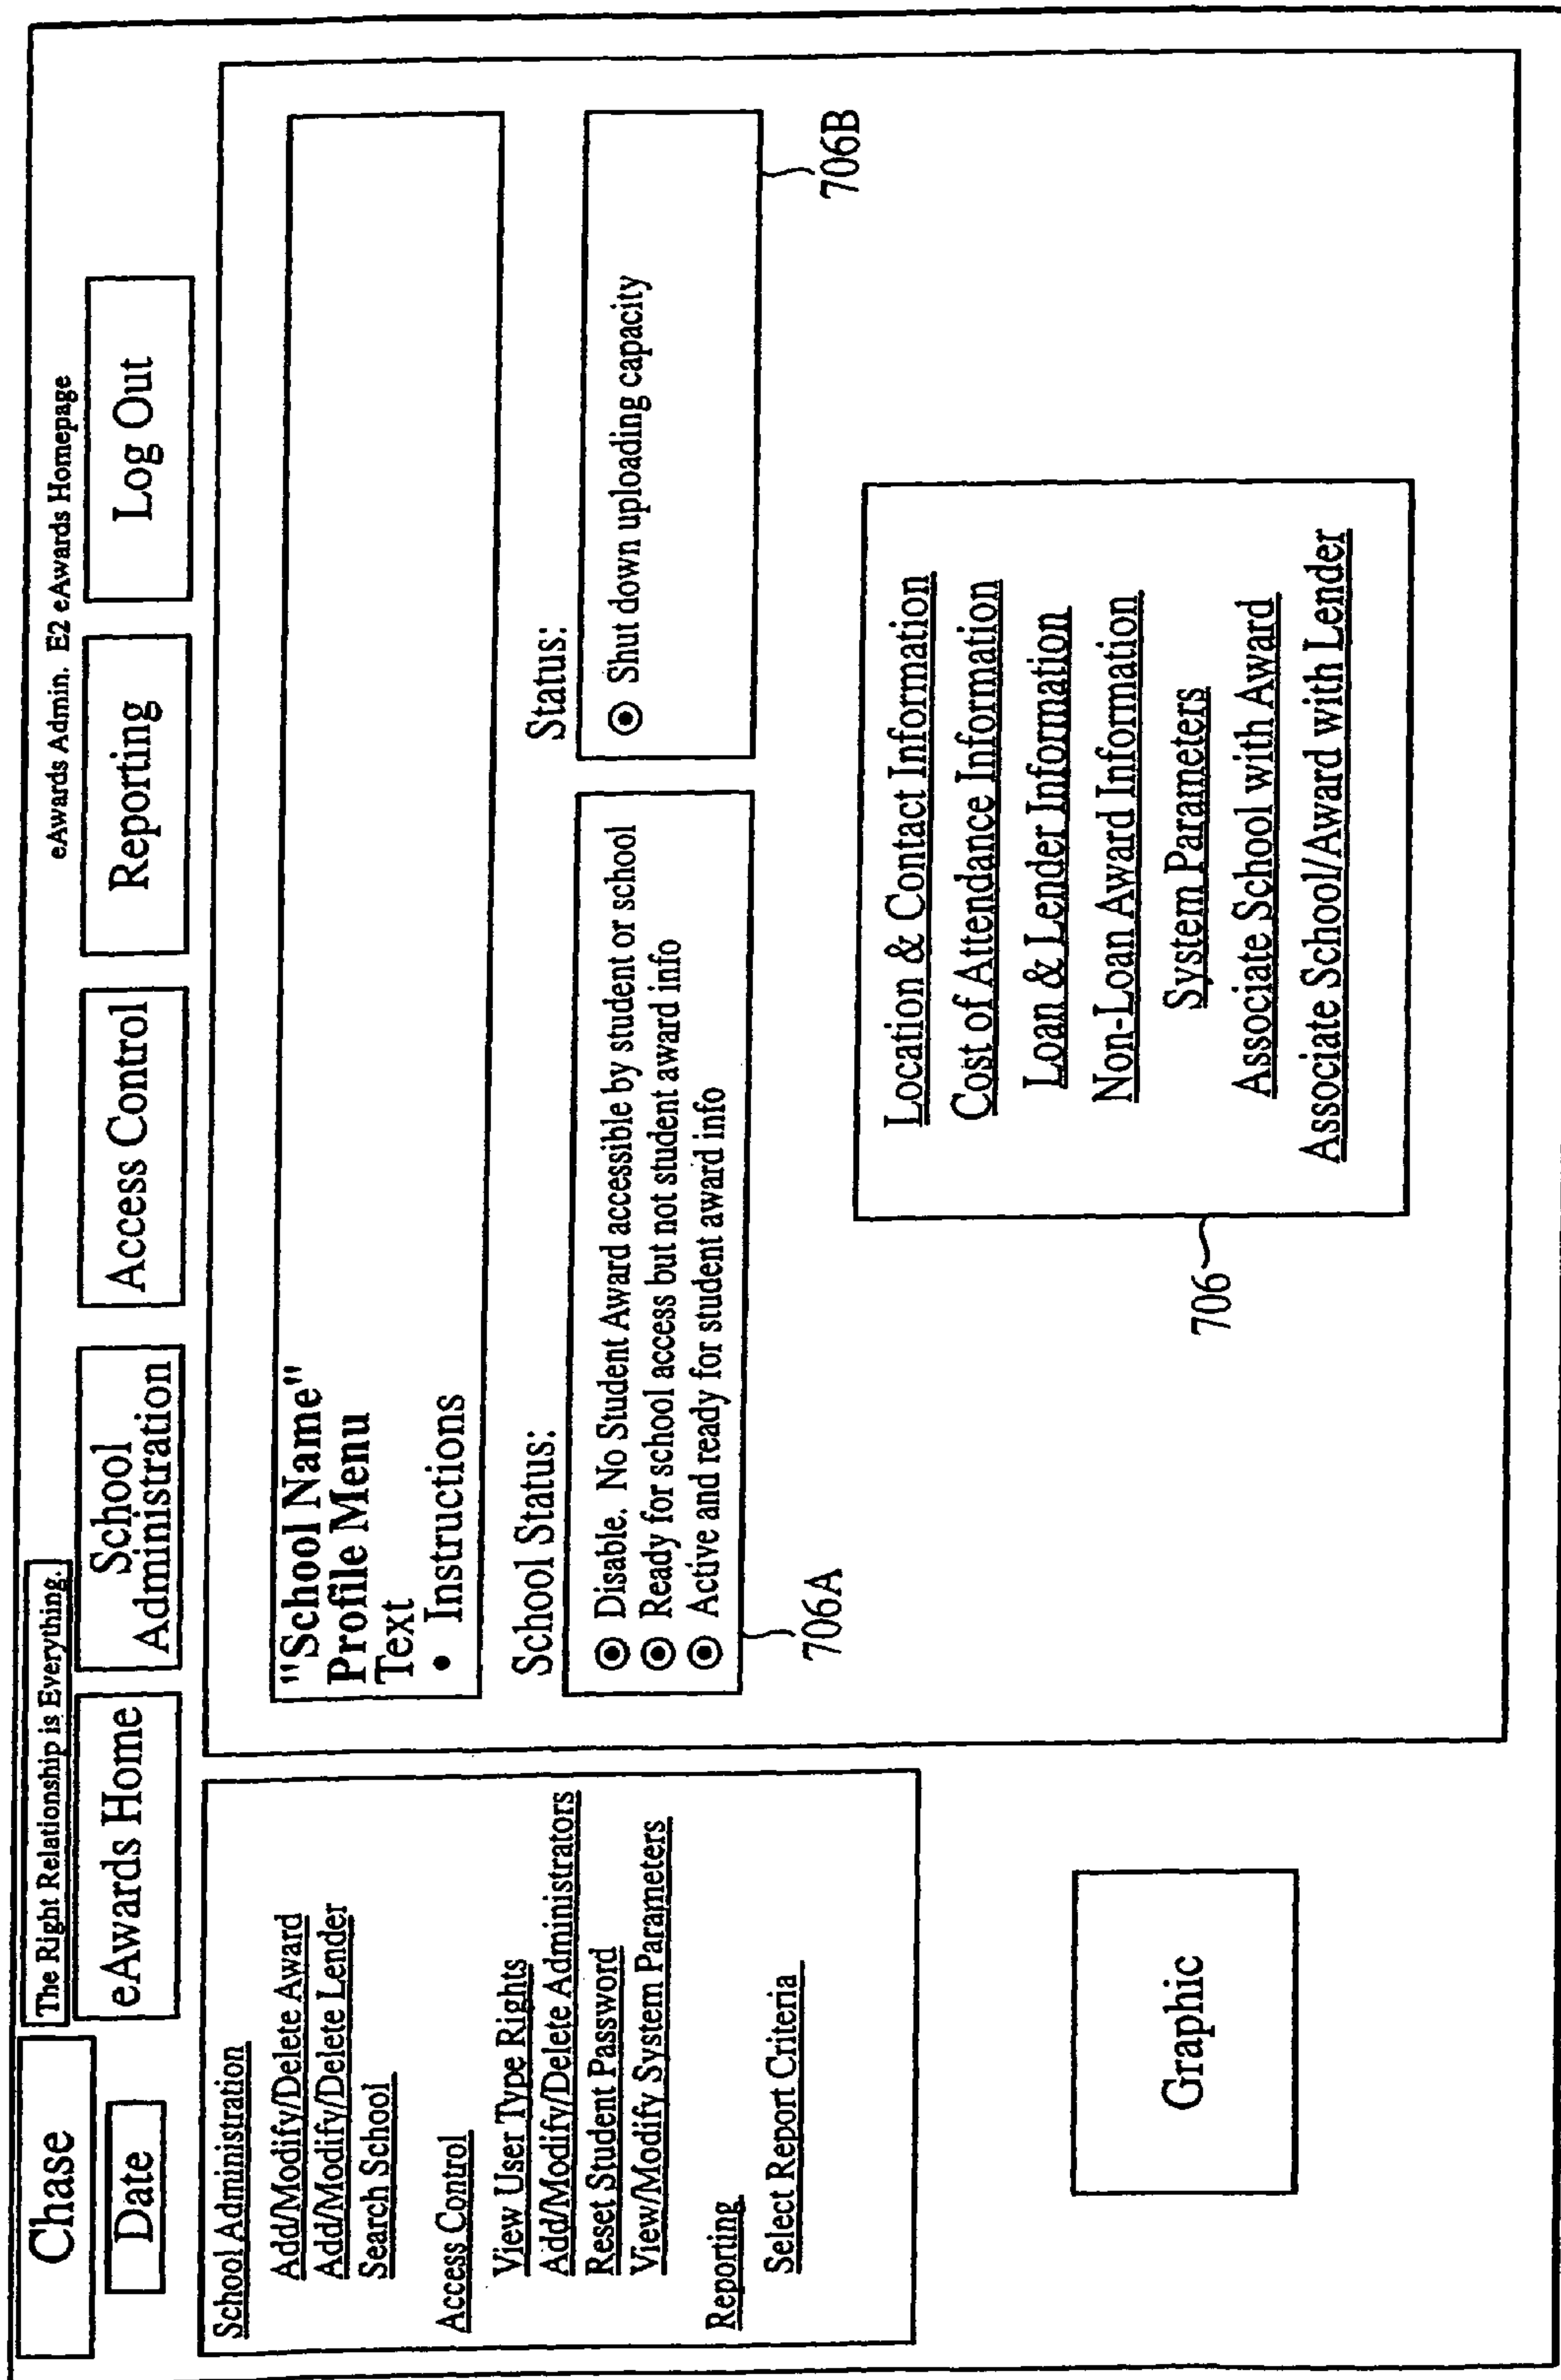 Chase
The Right Relationship is Everything.
eAwards Admin. E2 eAwards Homepage
Date
eAwards Home
School
Administration
Access Control
Reporting
Log Out
School Administration
Add/Modify/Delete Award
Add/Modify/Delete Lender
Search School
Access Control
View User Type Rights
Add/Modify/Delete Administrators
Reset Student Password
View/Modify System Parameters
Reporting
Select Report Criteria
Graphic
"School Name"
Profile Menu
Text
• Instructions
School Status:
Disable. No Student Award accessible by student or school
Ready for school access but not student award info
Active and ready for student award info
706A
Status:
Shut down uploading capacity
706B
Location & Contact Information
Cost of Attendance Information
Loan & Lender Information
Non-Loan Award Information
System Parameters
Associate School with Award
Associate School/Award with Lender
706